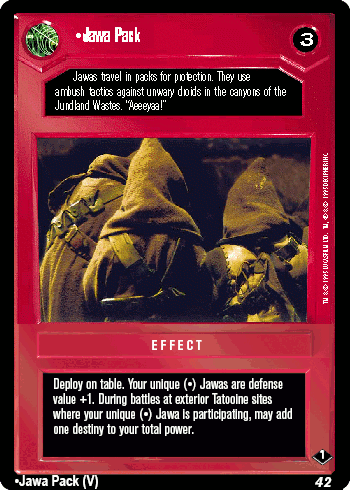 •Jawa Pack
3
Jawas travel in packs for protection. They use
ambush tactics against unwary droids in the canyons of the
Jundland Wastes. "Aeeeyaa!"
EFFECT
Deploy on table. Your unique (•) Jawas are defense
value +1. During battles at exterior Tatooine sites
where your unique (•) Jawa is participating, may add
one destiny to your total power.
1
•Jawa Pack (V)
42